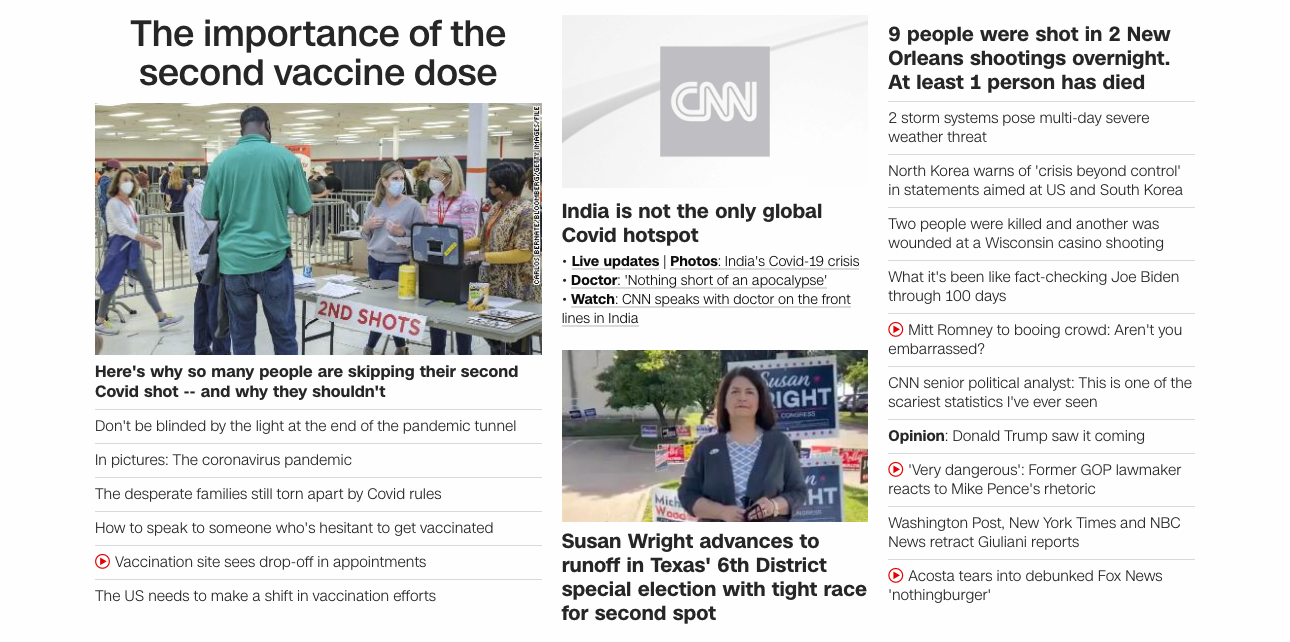 The importance of the
second vaccine dose
CARLOS BERNATE/BLOOMBERG/GETTY IMAGES/FILE
2ND SHOTS
Here's why so many people are skipping their second
Covid shot -- and why they shouldn't
Don't be blinded by the light at the end of the pandemic tunnel
In pictures: The coronavirus pandemic
The desperate families still torn apart by Covid rules
How to speak to someone who's hesitant to get vaccinated
Vaccination site sees drop-off in appointments
The US needs to make a shift in vaccination efforts
CNN
India is not the only global
Covid hotspot
• Live updates | Photos: India's Covid-19 crisis
• Doctor: 'Nothing short of an apocalypse'
• Watch: CNN speaks with doctor on the front
lines in India
Susan
RIGHT
CONGRESS
Susan Wright advances to
runoff in Texas' 6th District
special election with tight race
for second spot
9 people were shot in 2 New
Orleans shootings overnight.
At least 1 person has died
2 storm systems pose multi-day severe
weather threat
North Korea warns of 'crisis beyond control'
in statements aimed at US and South Korea
Two people were killed and another was
wounded at a Wisconsin casino shooting
What it's been like fact-checking Joe Biden
through 100 days
Mitt Romney to booing crowd: Aren't you
embarrassed?
CNN senior political analyst: This is one of the
scariest statistics I've ever seen
Opinion: Donald Trump saw it coming
'Very dangerous': Former GOP lawmaker
reacts to Mike Pence's rhetoric
Washington Post, New York Times and NBC
News retract Giuliani reports
Acosta tears into debunked Fox News
'nothingburger'